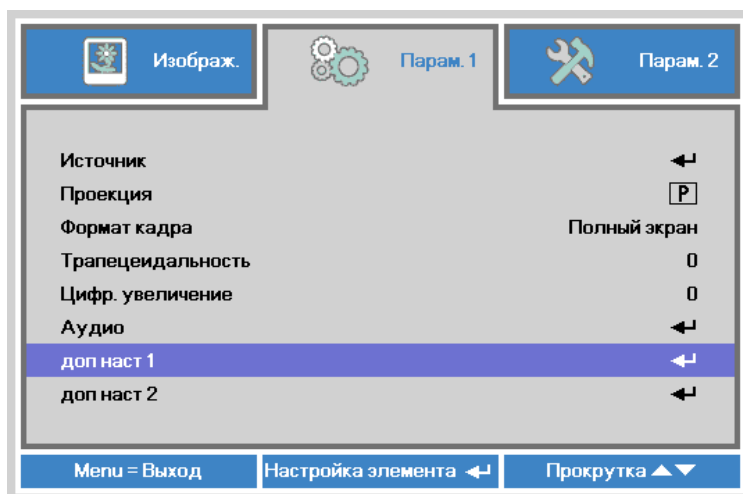 Изображ. Парам. 1 Парам. 2
Источник
Проекция P
Формат кадра Полный экран
Трапецеидальность 0
Цифр. увеличение 0
Аудио
доп наст 1
доп наст 2
Menu = Выход Настройка элемента Прокрутка